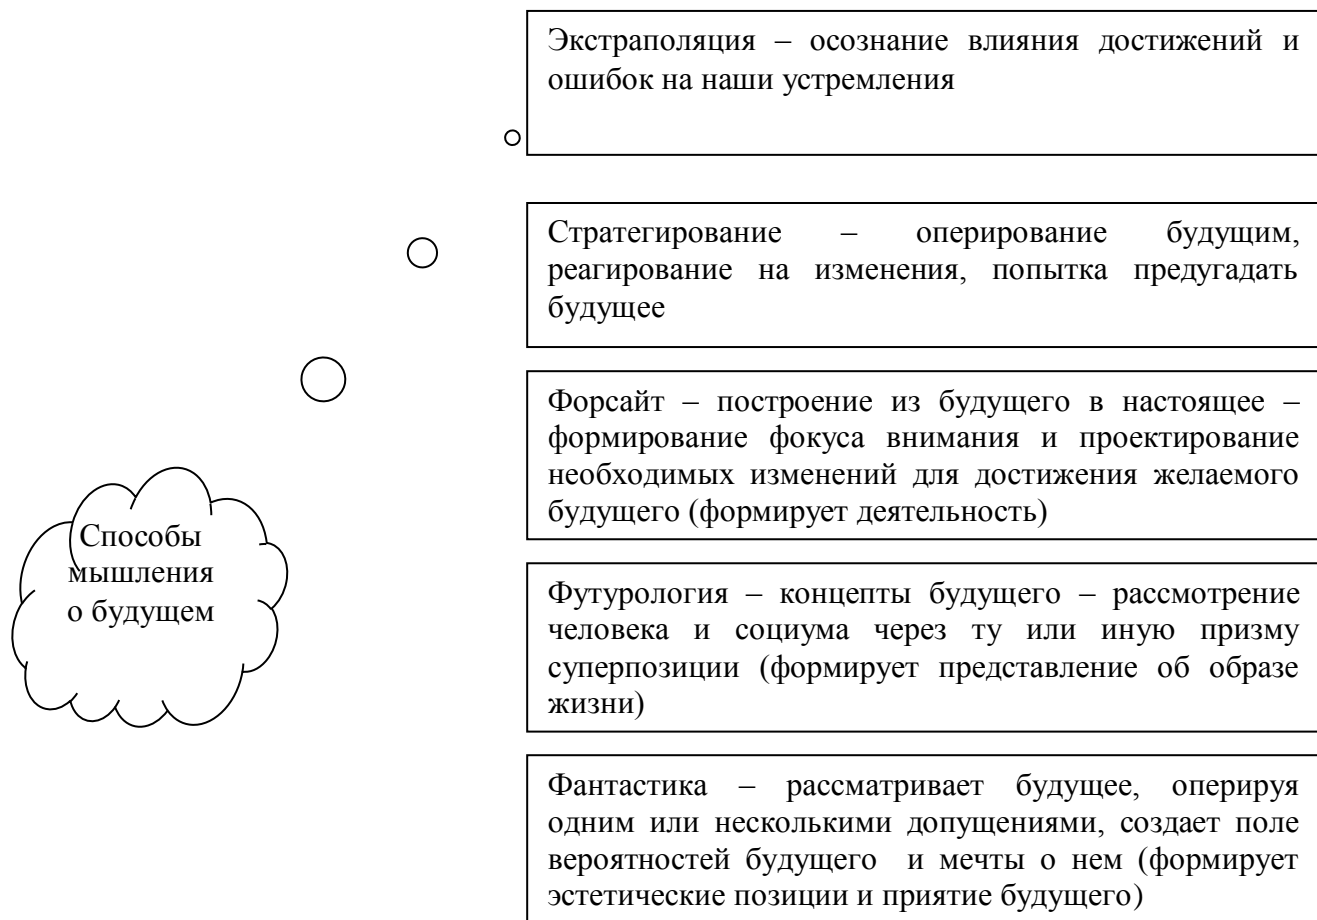 Экстраполяция – осознание влияния достижений и
ошибок на наши устремления
Стратегирование – оперирование будущим,
реагирование на изменения, попытка предугадать
будущее
Форсайт – построение из будущего в настоящее –
формирование фокуса внимания и проектирование
необходимых изменений для достижения желаемого
будущего (формирует деятельность)
Способы
мышления
о будущем
Футурология – концепты будущего – рассмотрение
человека и социума через ту или иную призму
суперпозиции (формирует представление об образе
жизни)
Фантастика – рассматривает будущее, оперируя
одним или несколькими допущениями, создает поле
вероятностей будущего и мечты о нем (формирует
эстетические позиции и приятие будущего)